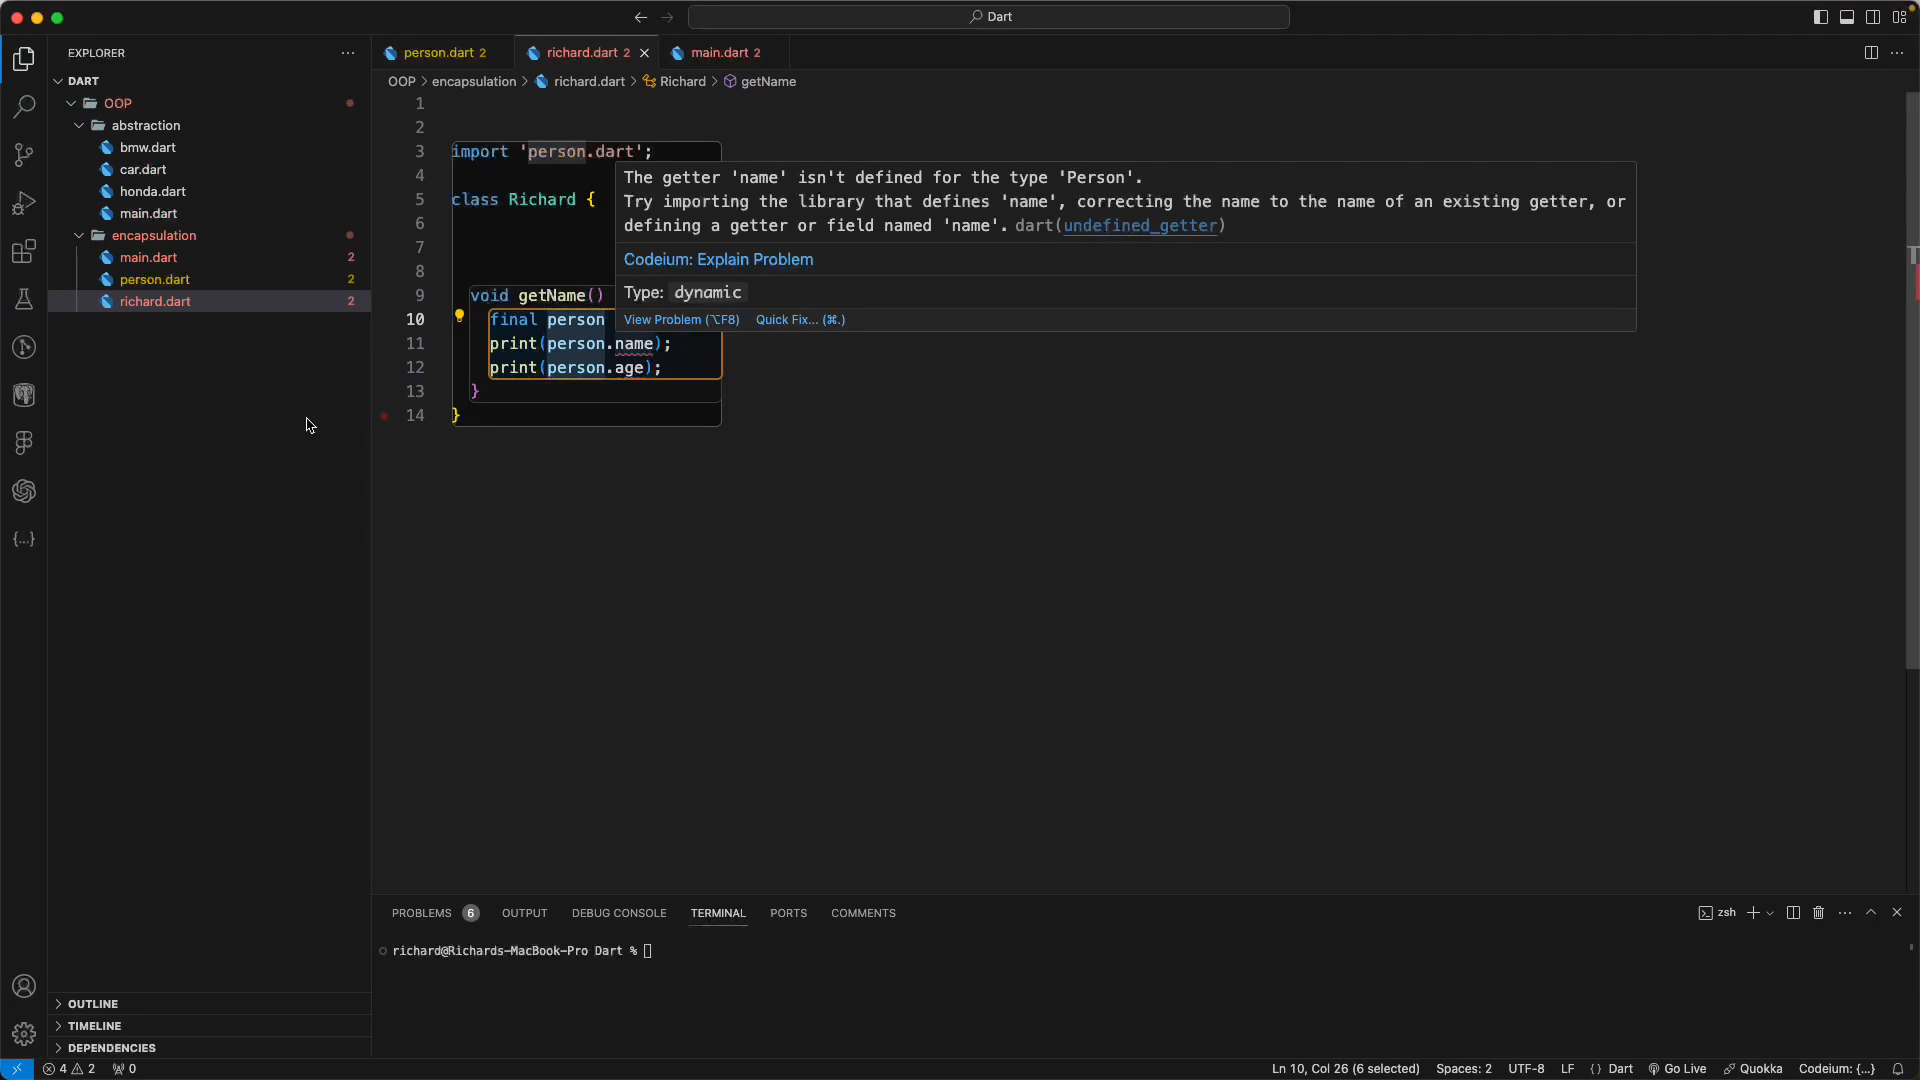 Dart
EXPLORER
DART
OOP
abstraction
bmw.dart
car.dart
honda.dart
main.dart
encapsulation
main.dart 2
person.dart 2
richard.dart 2
OUTLINE
TIMELINE
DEPENDENCIES
person.dart 2
richard.dart 2
main.dart 2
OOP > encapsulation > richard.dart > Richard > getName
1
2
3 import 'person.dart';
4
5 class Richard {
6
7
8
9 void getName()
10 final person
11 print(person.name);
12 print(person.age);
13 }
14 }
The getter 'name' isn't defined for the type 'Person'.
Try importing the library that defines 'name', correcting the name to the name of an existing getter, or
defining a getter or field named 'name'. dart(undefined_getter)
Codeium: Explain Problem
Type: dynamic
View Problem (⌥F8) Quick Fix... (⌘.)
PROBLEMS 6 OUTPUT DEBUG CONSOLE TERMINAL PORTS COMMENTS
zsh
richard@Richards-MacBook-Pro Dart %
4 2 0
Ln 10, Col 26 (6 selected) Spaces: 2 UTF-8 LF { } Dart Go Live Quokka Codeium: {...}